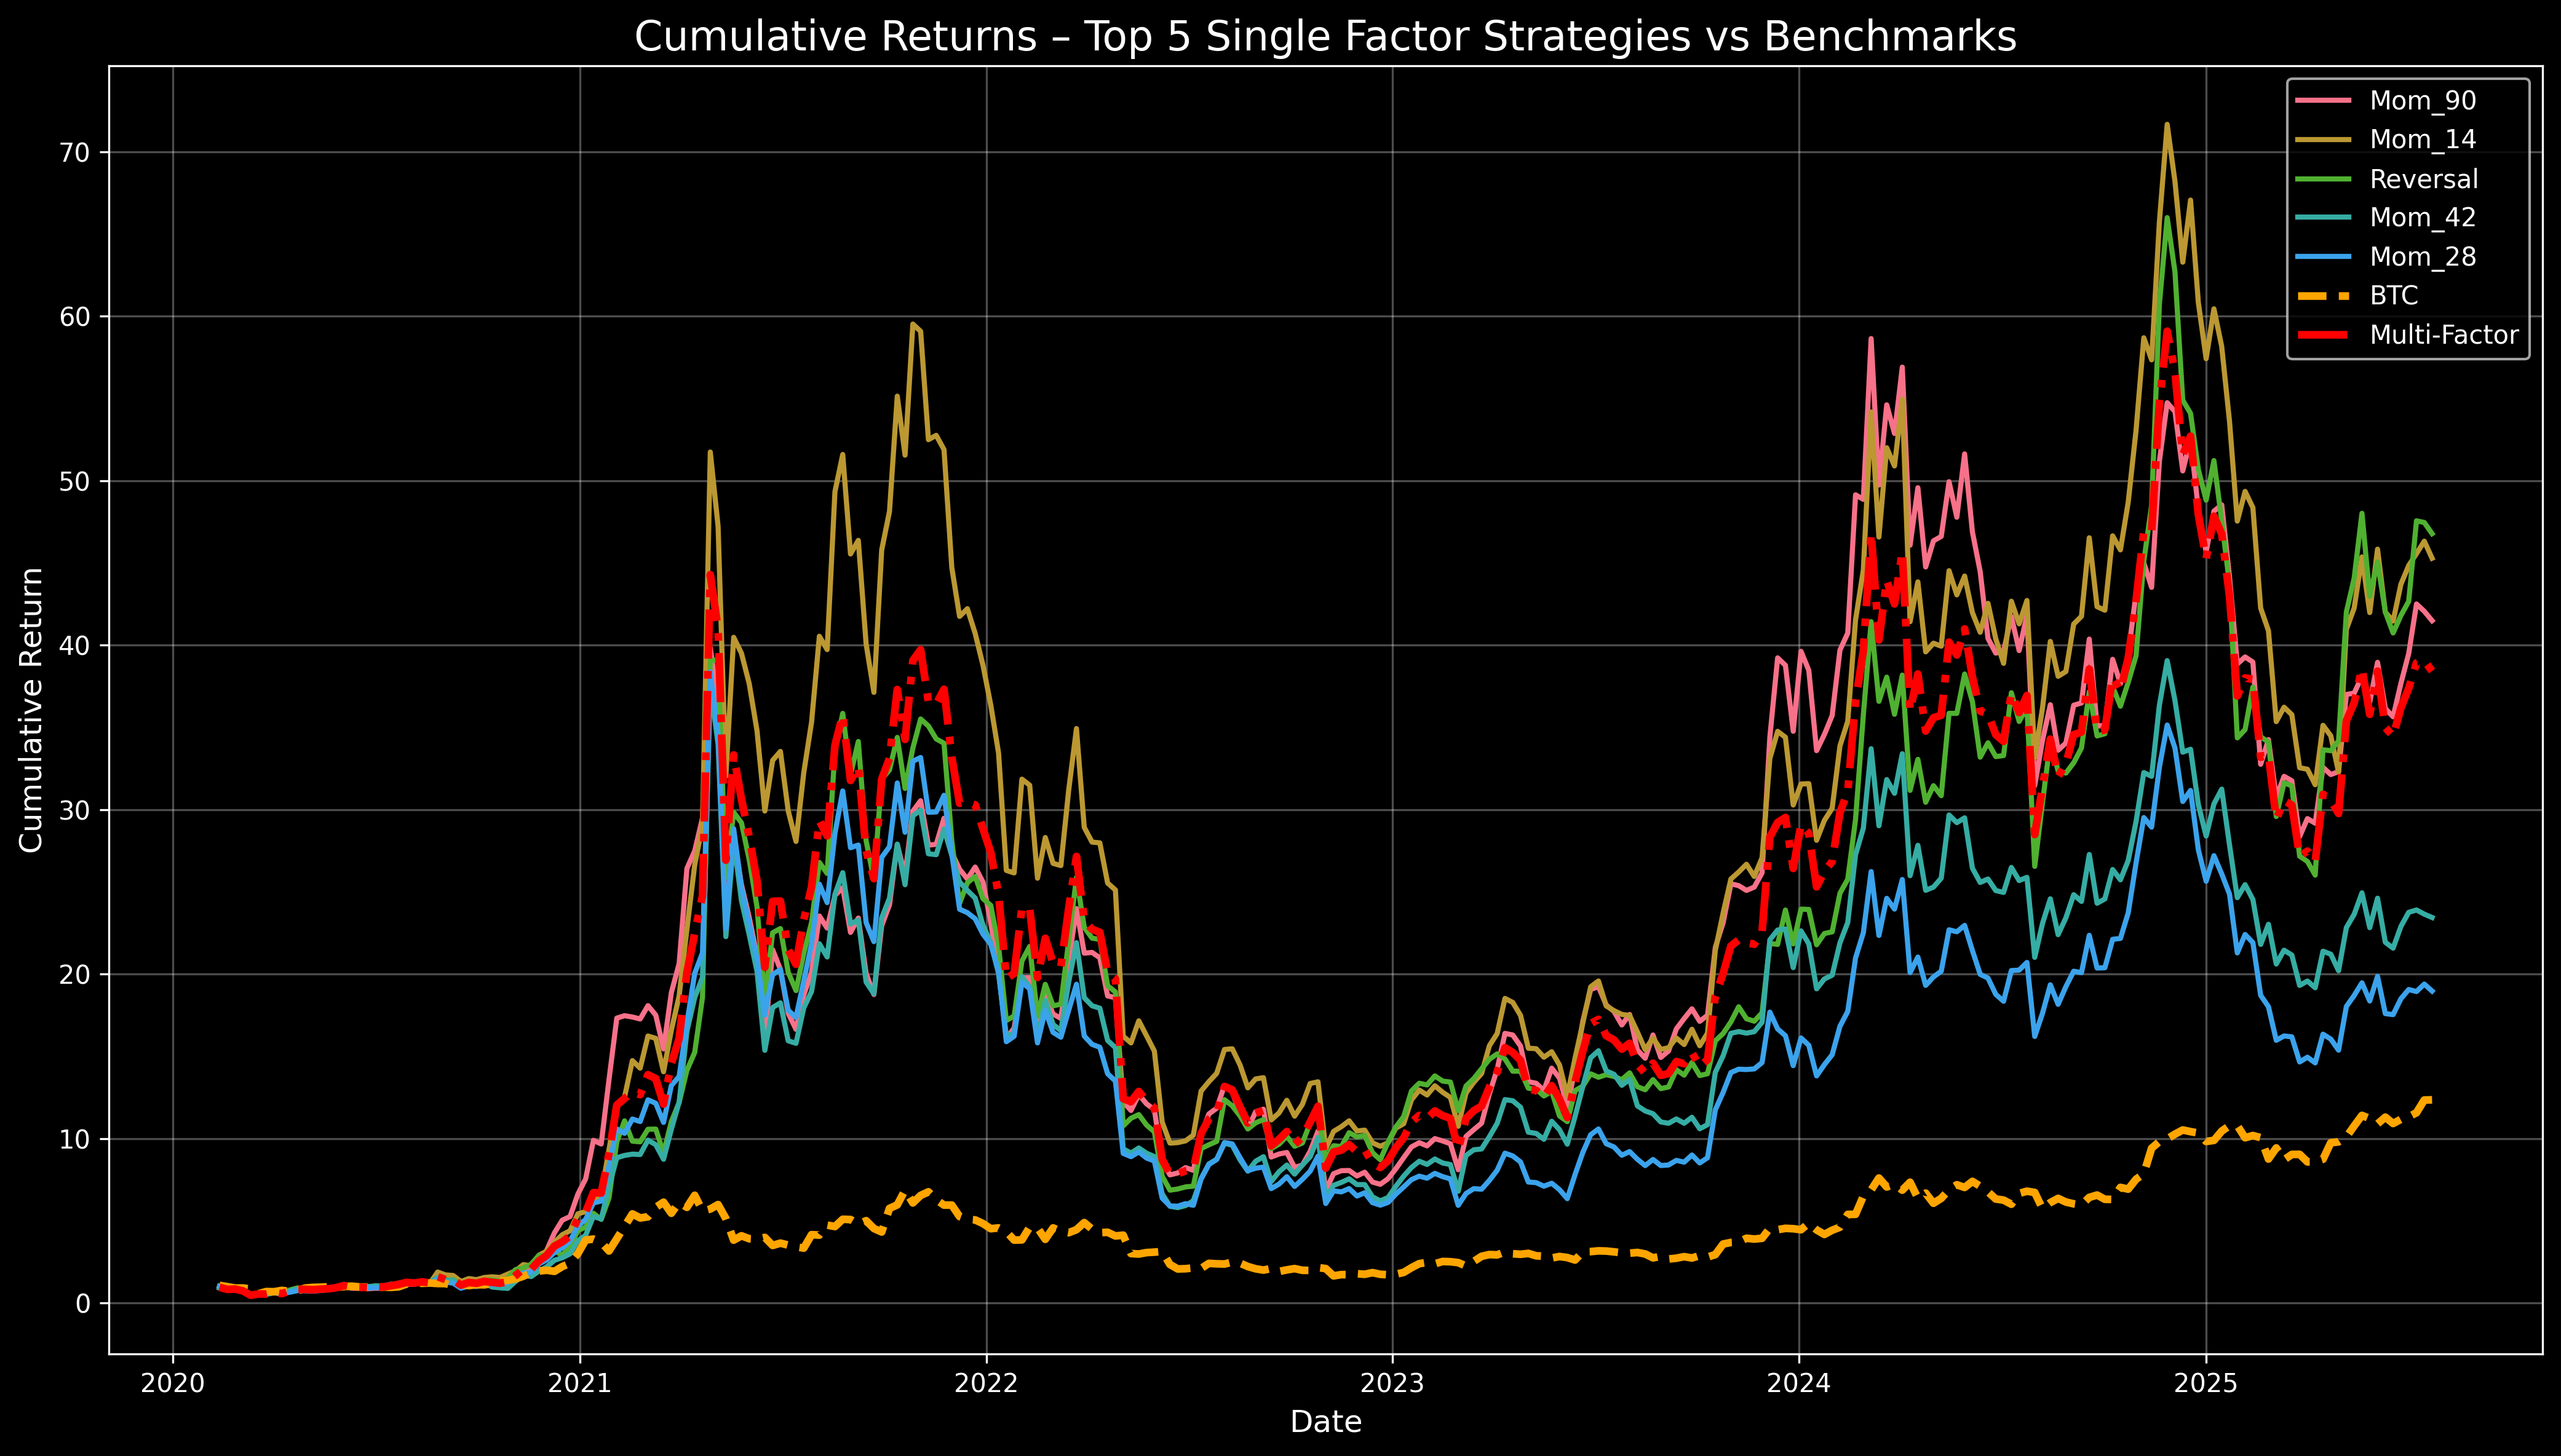 Cumulative Returns – Top 5 Single Factor Strategies vs Benchmarks
Mom_90
Mom_14
Reversal
Mom_42
Mom_28
BTC
Multi-Factor
Cumulative Return
70
60
50
40
30
20
10
0
2020
2021
2022
2023
2024
2025
Date